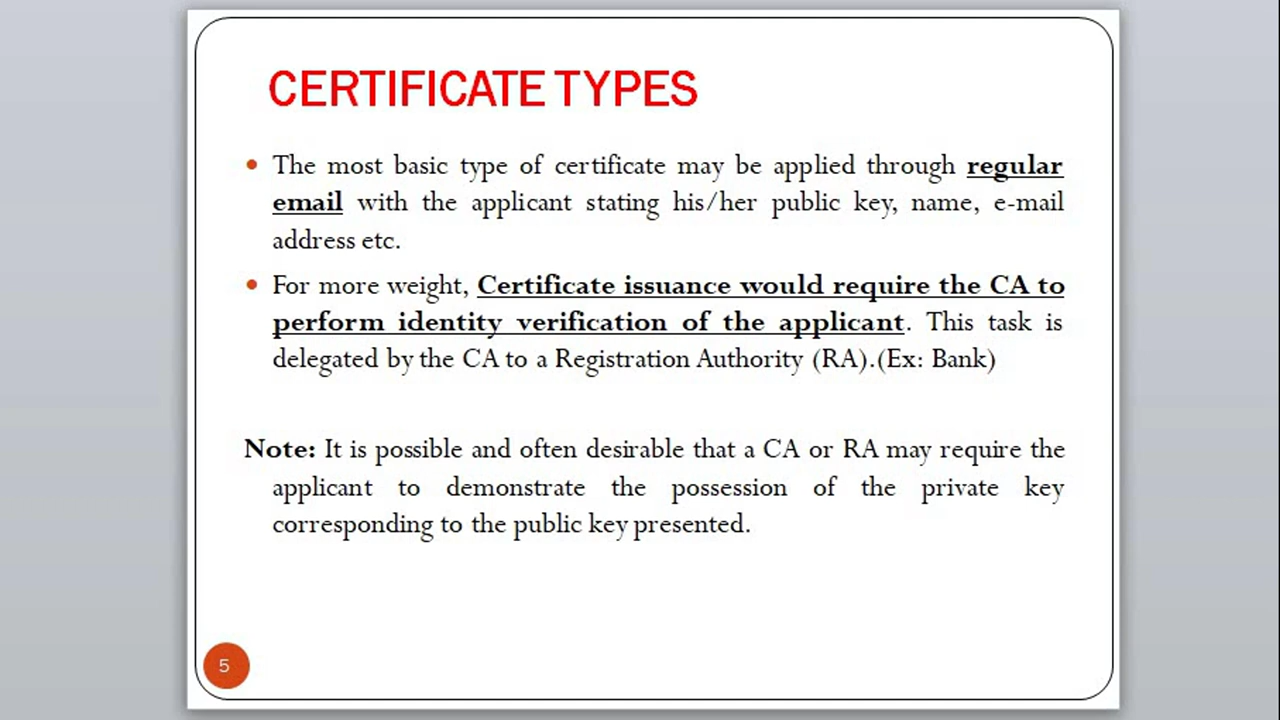 CERTIFICATE TYPES
• The most basic type of certificate may be applied through regular
email with the applicant stating his/her public key, name, e-mail
address etc.
• For more weight, Certificate issuance would require the CA to
perform identity verification of the applicant. This task is
delegated by the CA to a Registration Authority (RA).(Ex: Bank)
Note: It is possible and often desirable that a CA or RA may require the
applicant to demonstrate the possession of the private key
corresponding to the public key presented.
5